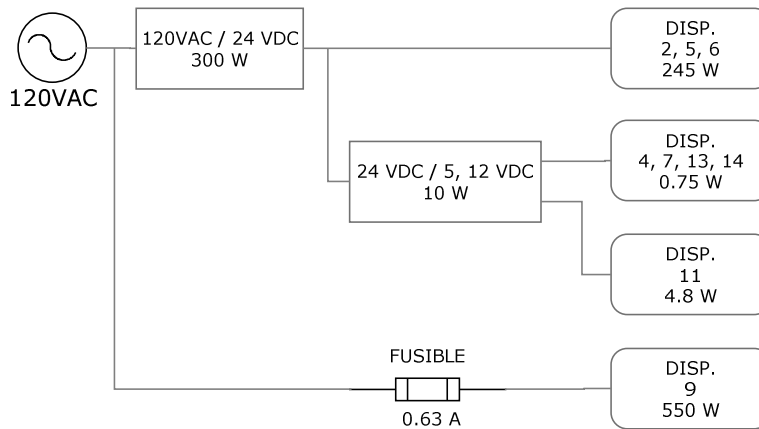 120VAC
120VAC / 24 VDC
300 W
DISP.
2, 5, 6
245 W
24 VDC / 5, 12 VDC
10 W
DISP.
4, 7, 13, 14
0.75 W
DISP.
11
4.8 W
FUSIBLE
0.63 A
DISP.
9
550 W